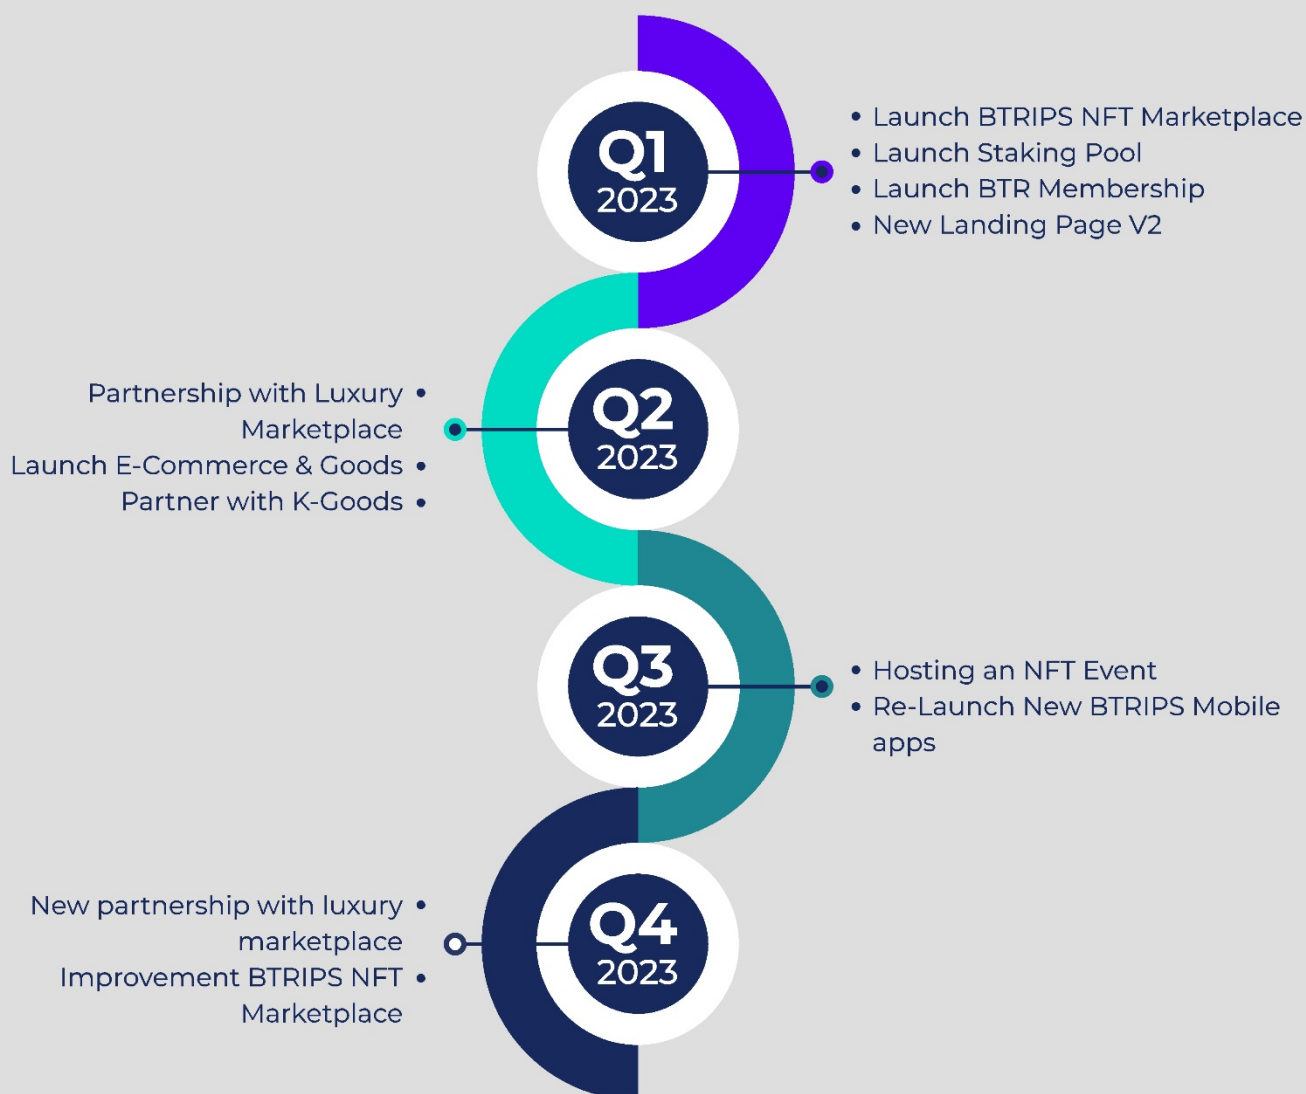 Q1
2023
• Launch BTRIPS NFT Marketplace
• Launch Staking Pool
• Launch BTR Membership
• New Landing Page V2
Q2
2023
Partnership with Luxury •
Marketplace
Launch E-Commerce & Goods •
Partner with K-Goods •
Q3
2023
• Hosting an NFT Event
• Re-Launch New BTRIPS Mobile
apps
Q4
2023
New partnership with luxury •
marketplace
Improvement BTRIPS NFT •
Marketplace